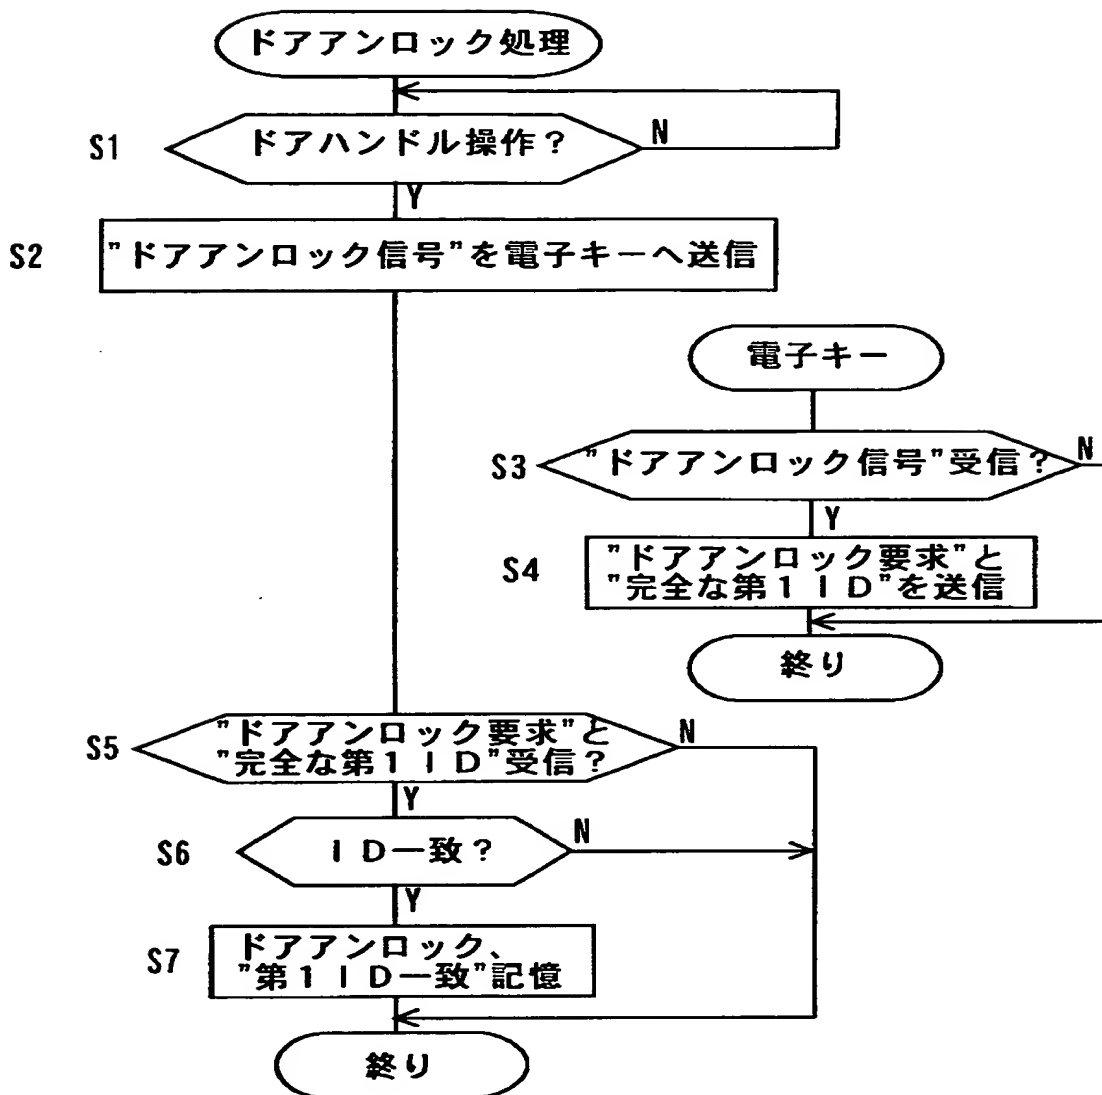 ドアアンロック処理
S1
ドアハンドル操作？
N
Y
S2
”ドアアンロック信号”を電子キーへ送信
電子キー
S3
”ドアアンロック信号”受信？
N
Y
S4
”ドアアンロック要求”と
”完全な第１ＩＤ”を送信
終り
S5
”ドアアンロック要求”と
”完全な第１ＩＤ”受信？
N
Y
S6
ＩＤ一致？
N
Y
S7
ドアアンロック、
”第１ＩＤ一致”記憶
終り